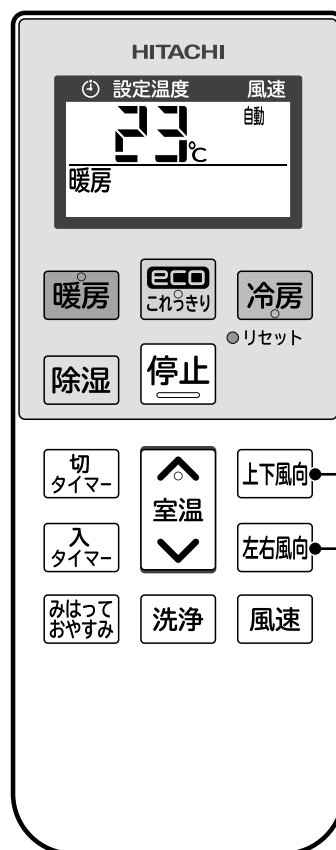 HITACHI
設定温度 風速
23℃ 自動
暖房
暖房 eco これっきり 冷房
リセット
除湿 停止
切
タイマー
室温
上下風向
入
タイマー
左右風向
みはって
おやすみ
洗浄
風速